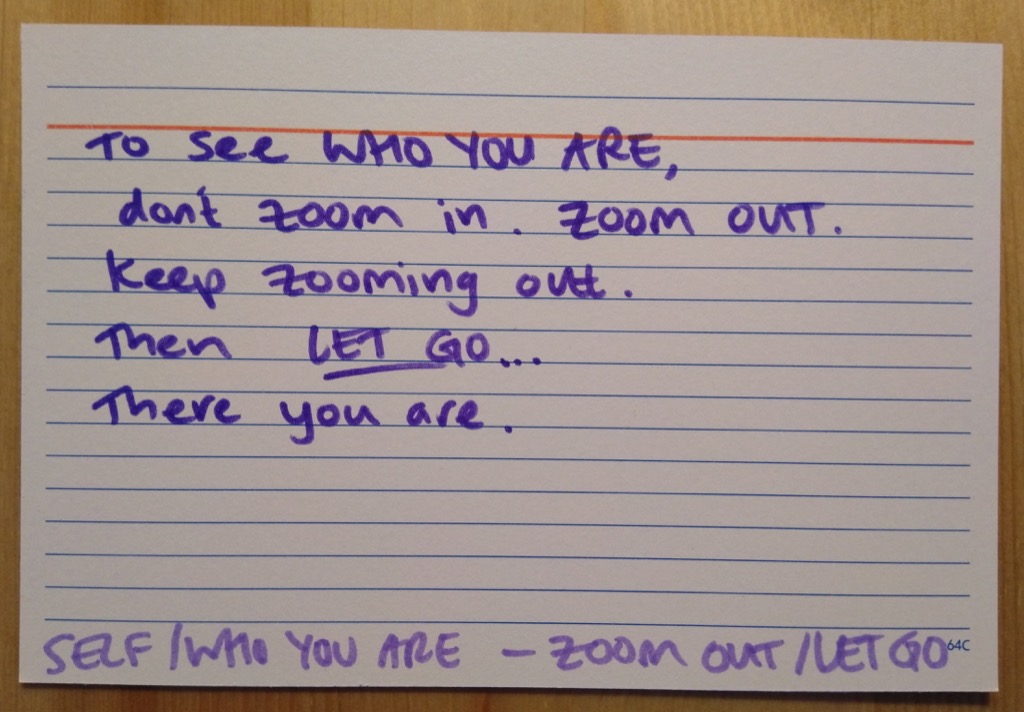 To see WHO YOU ARE,
don't zoom in. ZOOM OUT.
Keep zooming out.
Then LET GO...
There you are.
SELF/WHO YOU ARE - ZOOM OUT/LET GO
64C